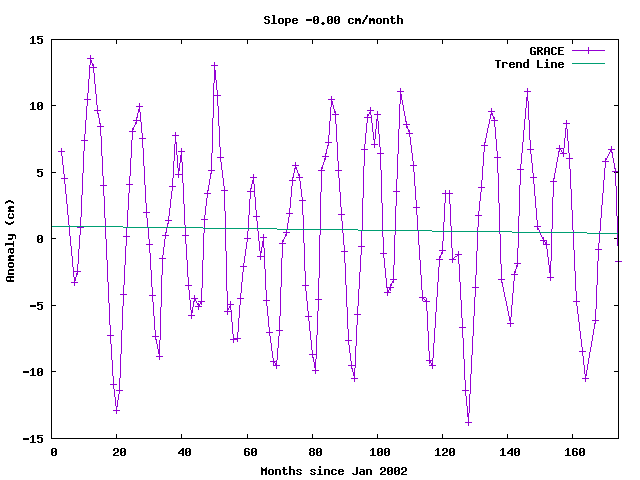 Slope -0.00 cm/month
15
10
5
0
-5
-10
-15
Anomaly (cm)
GRACE
Trend Line
0 20 40 60 80 100 120 140 160
Months since Jan 2002